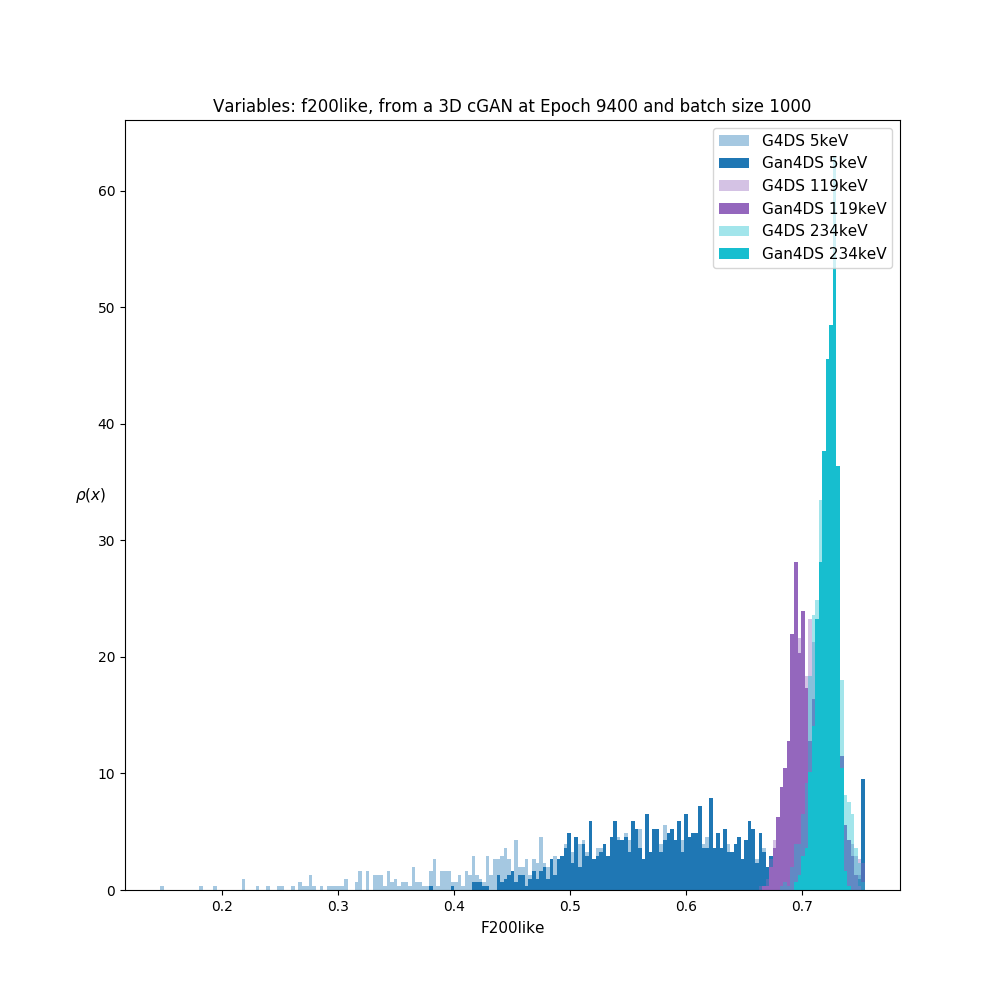 Variables: f200like, from a 3D cGAN at Epoch 9400 and batch size 1000
G4DS 5keV
Gan4DS 5keV
G4DS 119keV
Gan4DS 119keV
G4DS 234keV
Gan4DS 234keV
60
50
40
ρ(x)
30
20
10
0
0.2 0.3 0.4 0.5 0.6 0.7
F200like